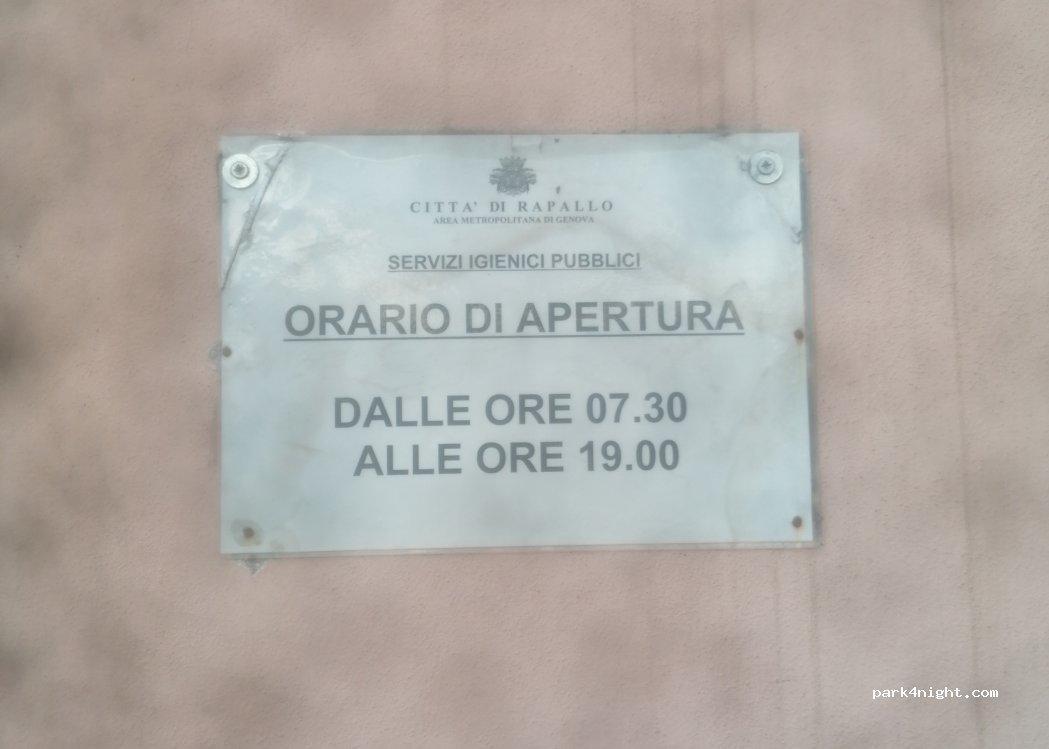 CITTA' DI RAPALLO
AREA METROPOLITANA DI GENOVA
SERVIZI IGIENICI PUBBLICI
ORARIO DI APERTURA
DALLE ORE 07.30
ALLE ORE 19.00
park4night.com